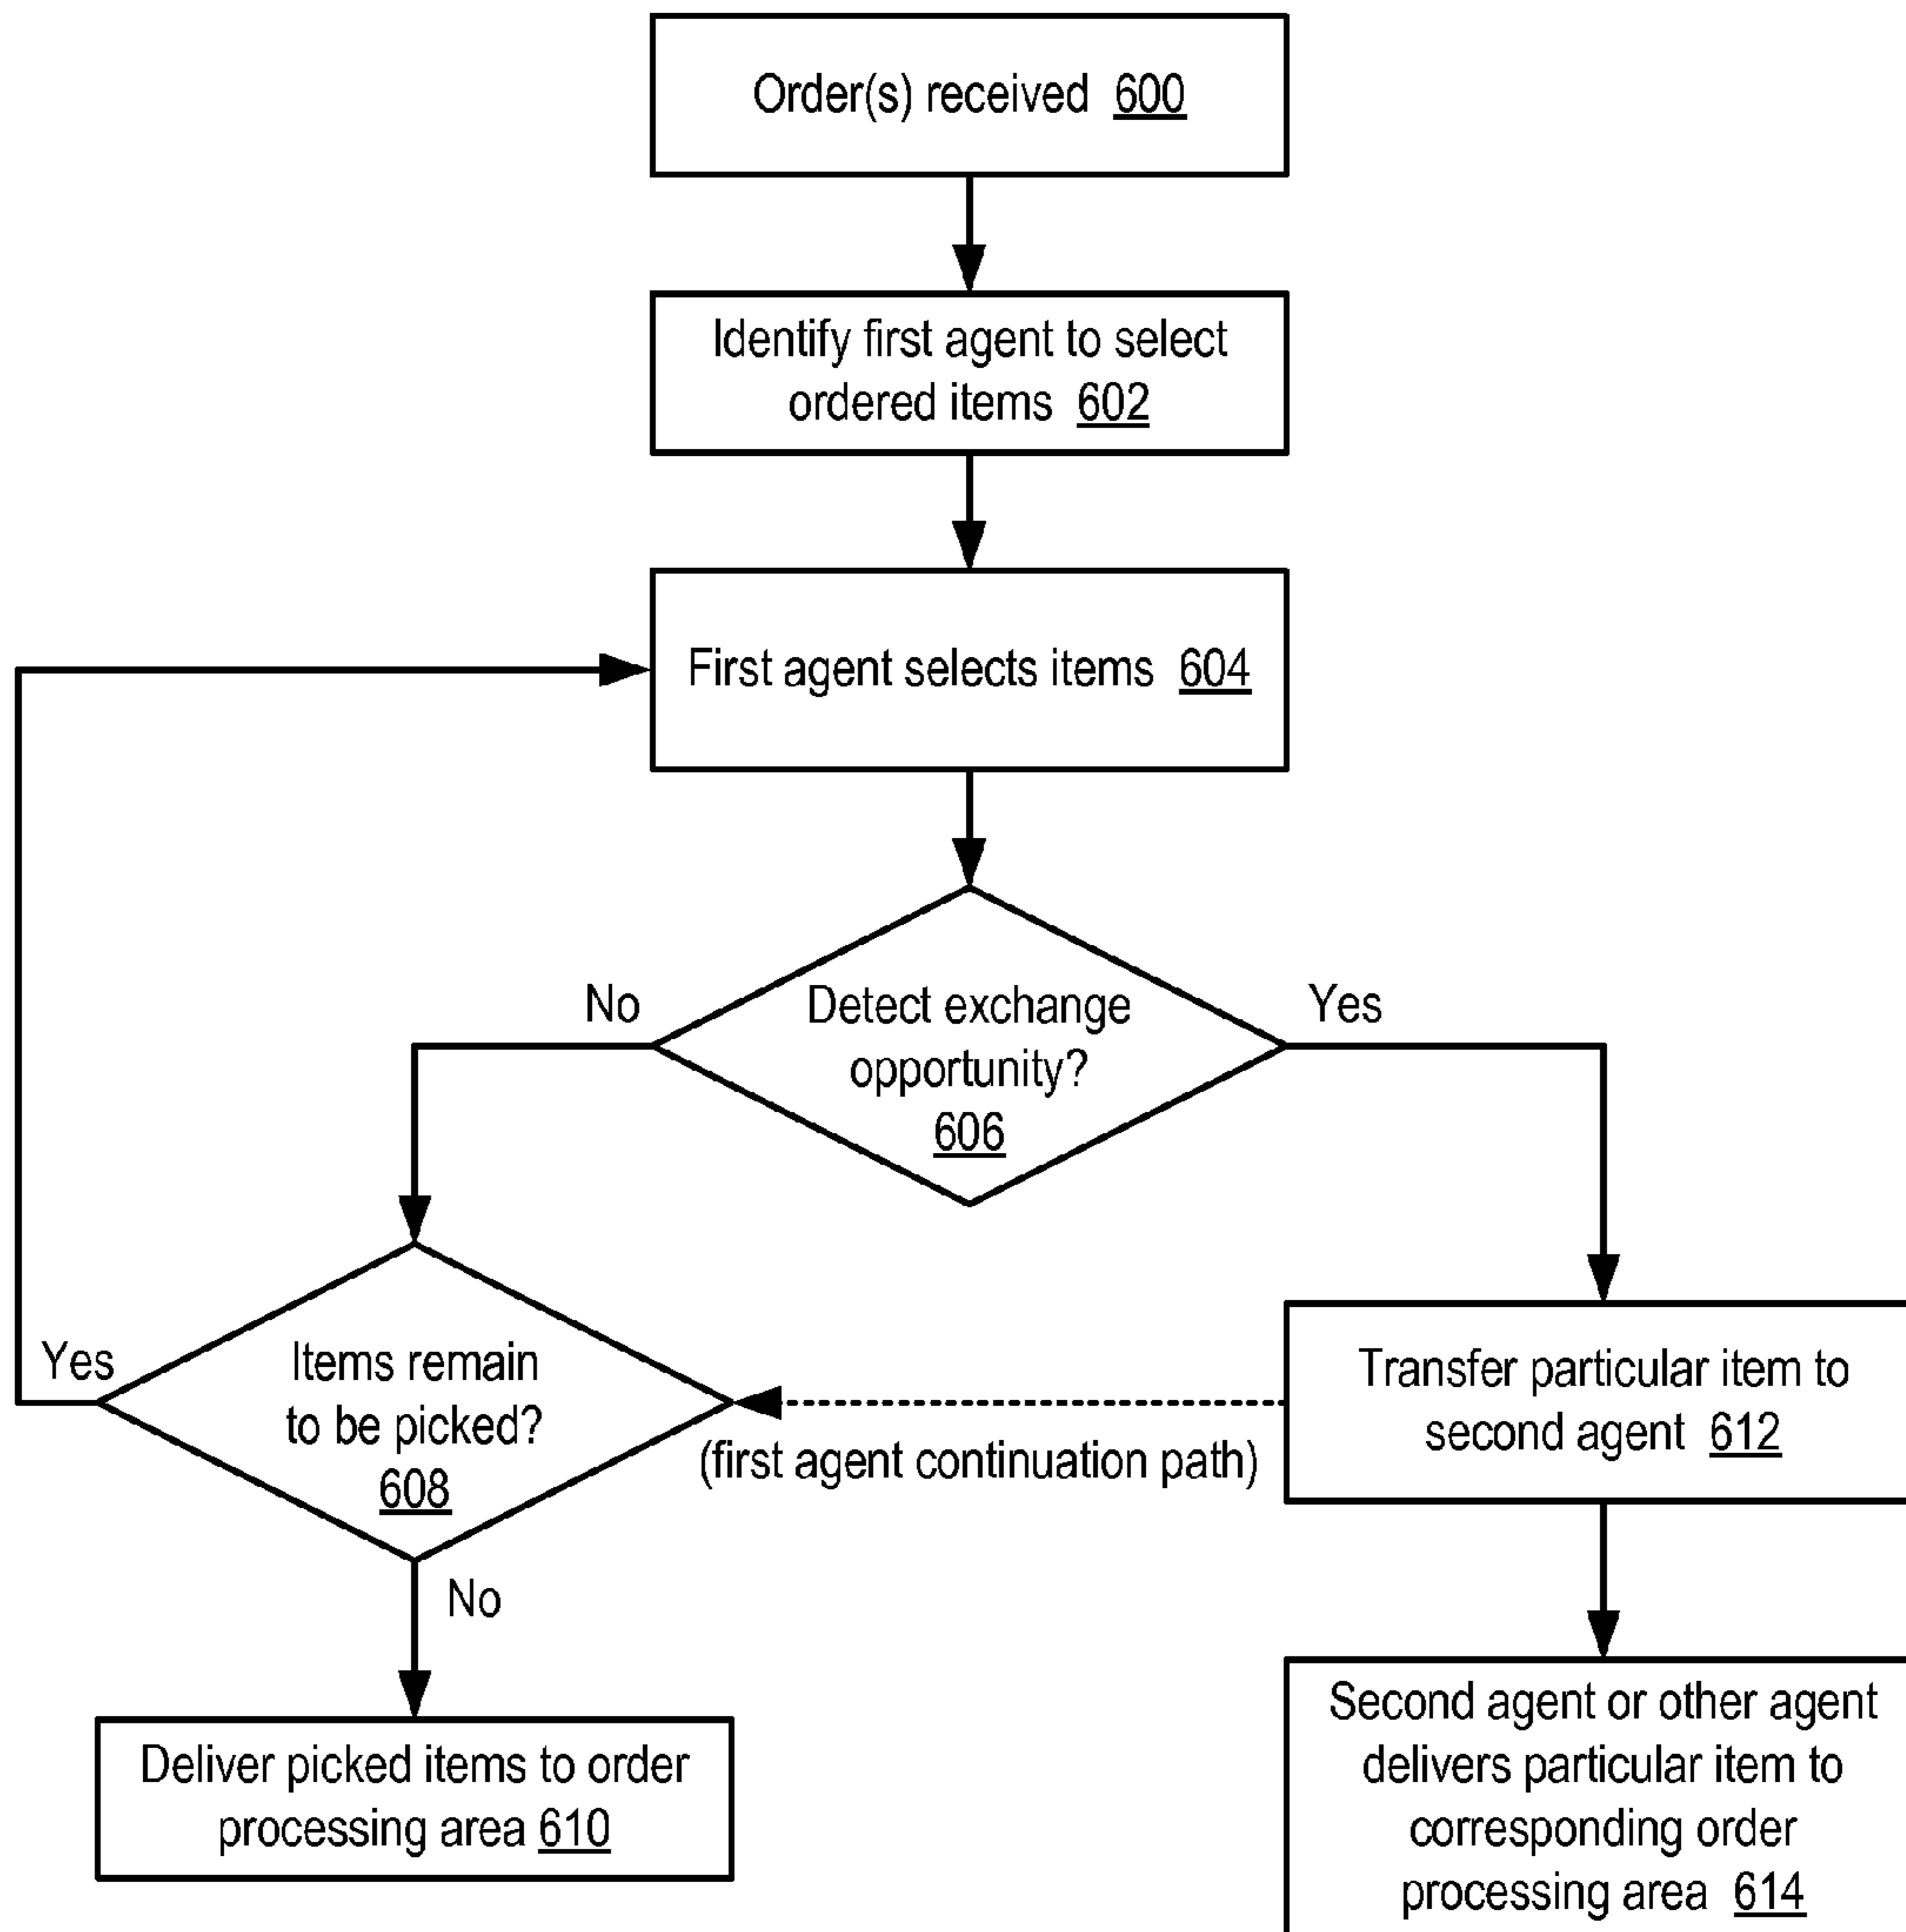 Order(s) received 600
Identify first agent to select
ordered items 602
First agent selects items 604
No
Detect exchange
opportunity?
606
Yes
Yes
Items remain
to be picked?
608
(first agent continuation path)
Transfer particular item to
second agent 612
No
Deliver picked items to order
processing area 610
Second agent or other agent
delivers particular item to
corresponding order
processing area 614